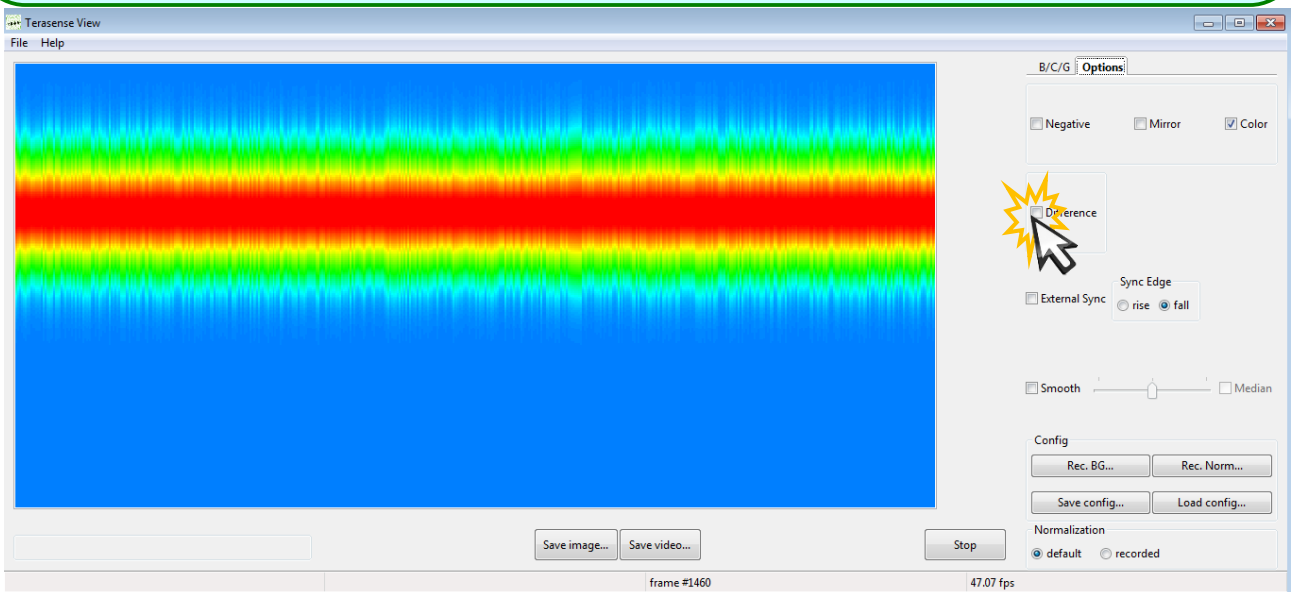 Terasense View
File Help
B/C/G Options
Negative Mirror Color
Difference
Sync Edge
External Sync rise fall
Smooth Median
Config
Rec. BG... Rec. Norm...
Save config... Load config...
Normalization
Save image... Save video... Stop
default recorded
frame #1460 47.07 fps